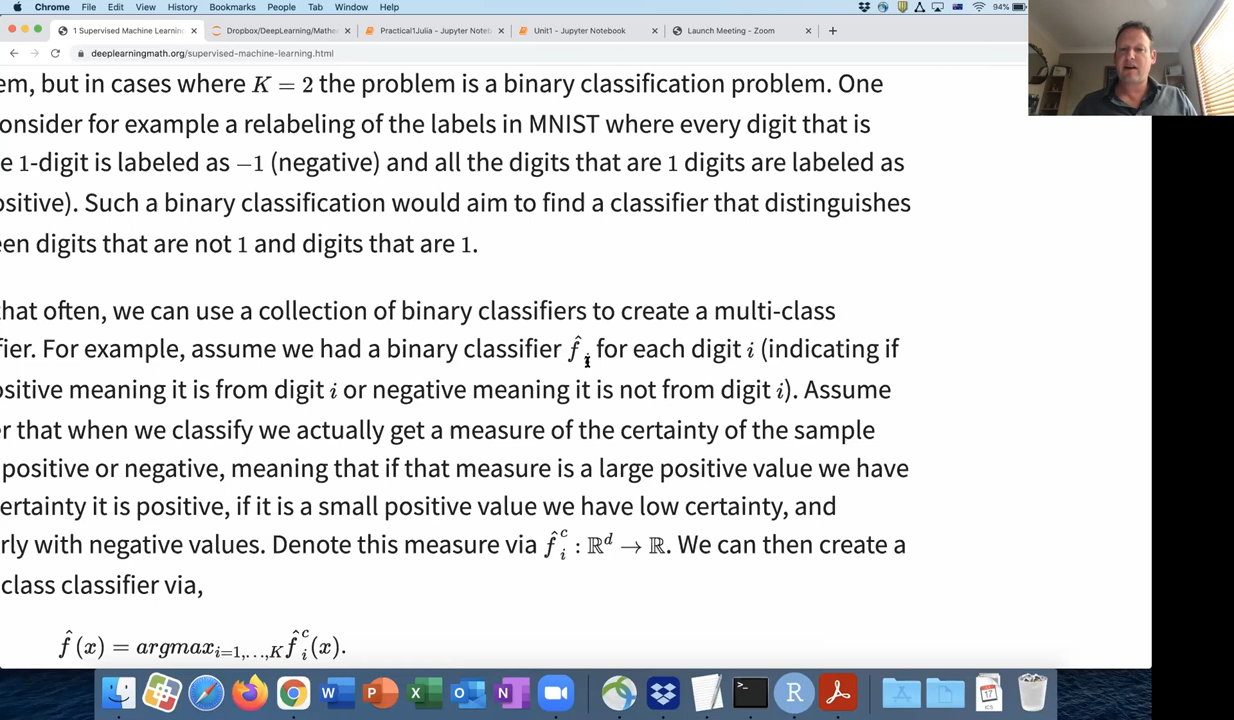 Chrome File Edit View History Bookmarks People Tab Window Help 94%
1 Supervised Machine Learnin Dropbox/DeepLearning/Mathe Practical1Julia - Jupyter Noteb Unit1 - Jupyter Notebook Launch Meeting - Zoom
deeplearningmath.org/supervised-machine-learning.html
em, but in cases where K = 2 the problem is a binary classification problem. One
onsider for example a relabeling of the labels in MNIST where every digit that is
e 1-digit is labeled as −1 (negative) and all the digits that are 1 digits are labeled as
ositive). Such a binary classification would aim to find a classifier that distinguishes
een digits that are not 1 and digits that are 1.
that often, we can use a collection of binary classifiers to create a multi-class
fier. For example, assume we had a binary classifier f̂ i for each digit i (indicating if
ositive meaning it is from digit i or negative meaning it is not from digit i). Assume
er that when we classify we actually get a measure of the certainty of the sample
positive or negative, meaning that if that measure is a large positive value we have
ertainty it is positive, if it is a small positive value we have low certainty, and
rly with negative values. Denote this measure via f̂ᵢᶜ : ℝᵈ → ℝ. We can then create a
class classifier via,
f̂ (x) = argmax i=1,…,K f̂ᵢᶜ(x).
W P X O N R 17